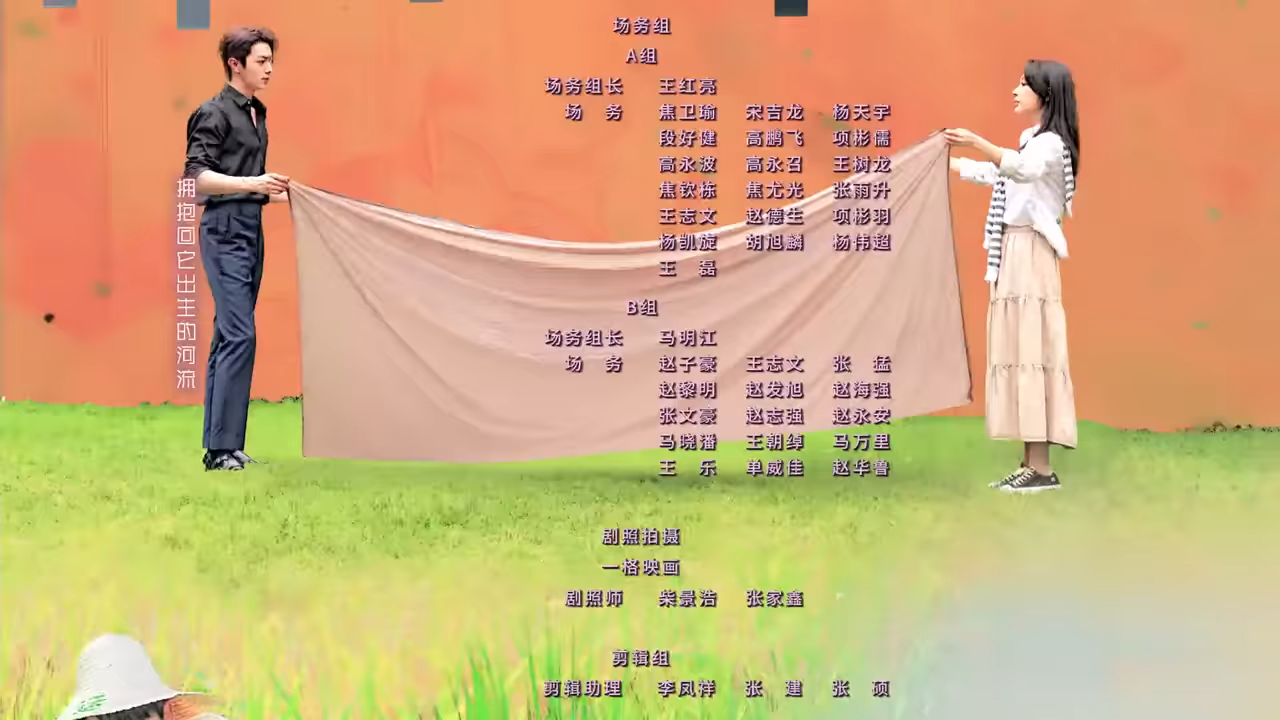 场务组
A组
场务组长 王红亮
场 务 焦卫瑜 宋吉龙 杨天宇
段好健 高鹏飞 项彬儒
高永波 高永召 王树龙
焦钦栋 焦尤光 张雨升
王志文 赵德生 项彬羽
杨凯旋 胡旭麟 杨伟超
王 磊
B组
场务组长 马明江
场 务 赵子豪 王志文 张 猛
赵黎明 赵发旭 赵海强
张文豪 赵志强 赵永安
马晓潘 王朝绰 马万里
王 乐 单威佳 赵华鲁
剧照拍摄
一格映画
剧照师 柴景浩 张家鑫
剪辑组
剪辑助理 李凤祥 张 建 张 硕
拥抱回它出生的河流